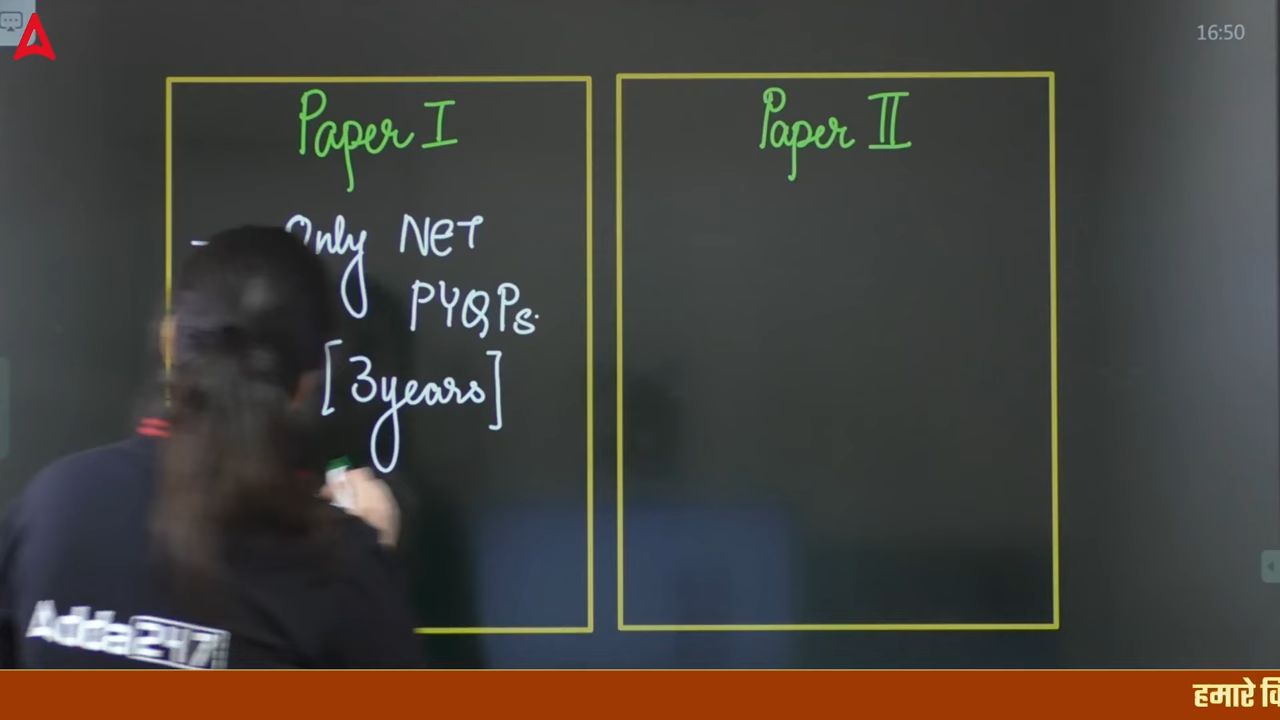 16:50
Paper I
Paper II
- Only NET
PYQPs.
[3years]
Adda247
हमारे